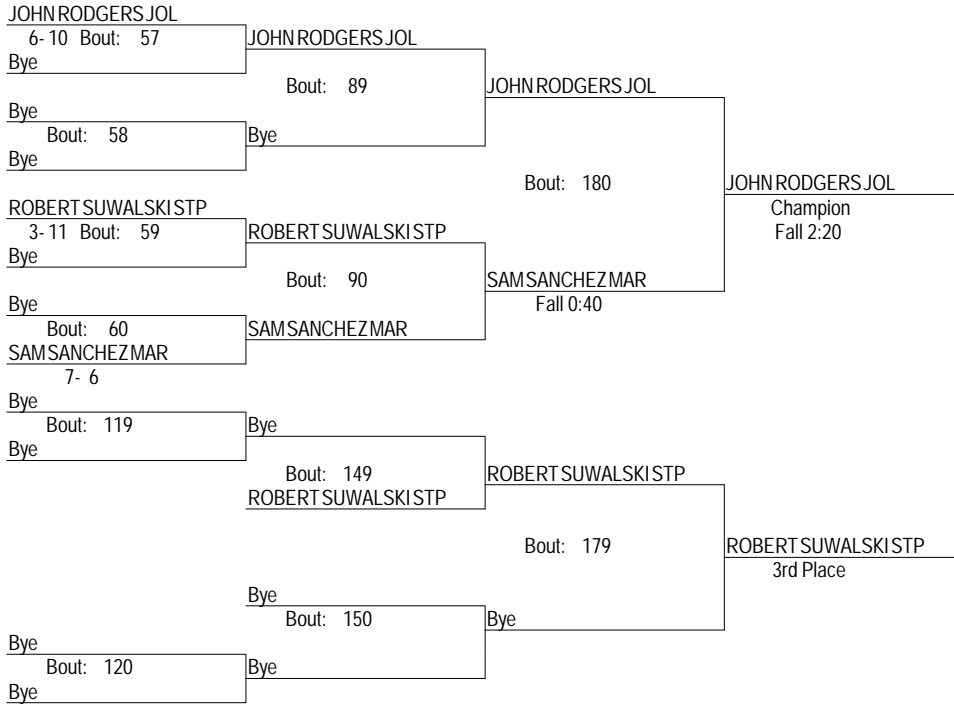 JOHN RODGERS JOL
6- 10 Bout: 57
JOHN RODGERS JOL
Bye
Bout: 89
JOHN RODGERS JOL
Bye
Bout: 58
Bye
Bye
Bout: 180
JOHN RODGERS JOL
Champion
Fall 2:20
ROBERT SUWALSKI STP
3- 11 Bout: 59
ROBERT SUWALSKI STP
Bye
Bout: 90
SAM SANCHEZ MAR
Fall 0:40
Bye
Bout: 60
SAM SANCHEZ MAR
SAM SANCHEZ MAR
7- 6
Bye
Bout: 119
Bye
Bye
Bout: 149
ROBERT SUWALSKI STP
ROBERT SUWALSKI STP
Bout: 179
ROBERT SUWALSKI STP
3rd Place
Bye
Bout: 150
Bye
Bye
Bout: 120
Bye
Bye